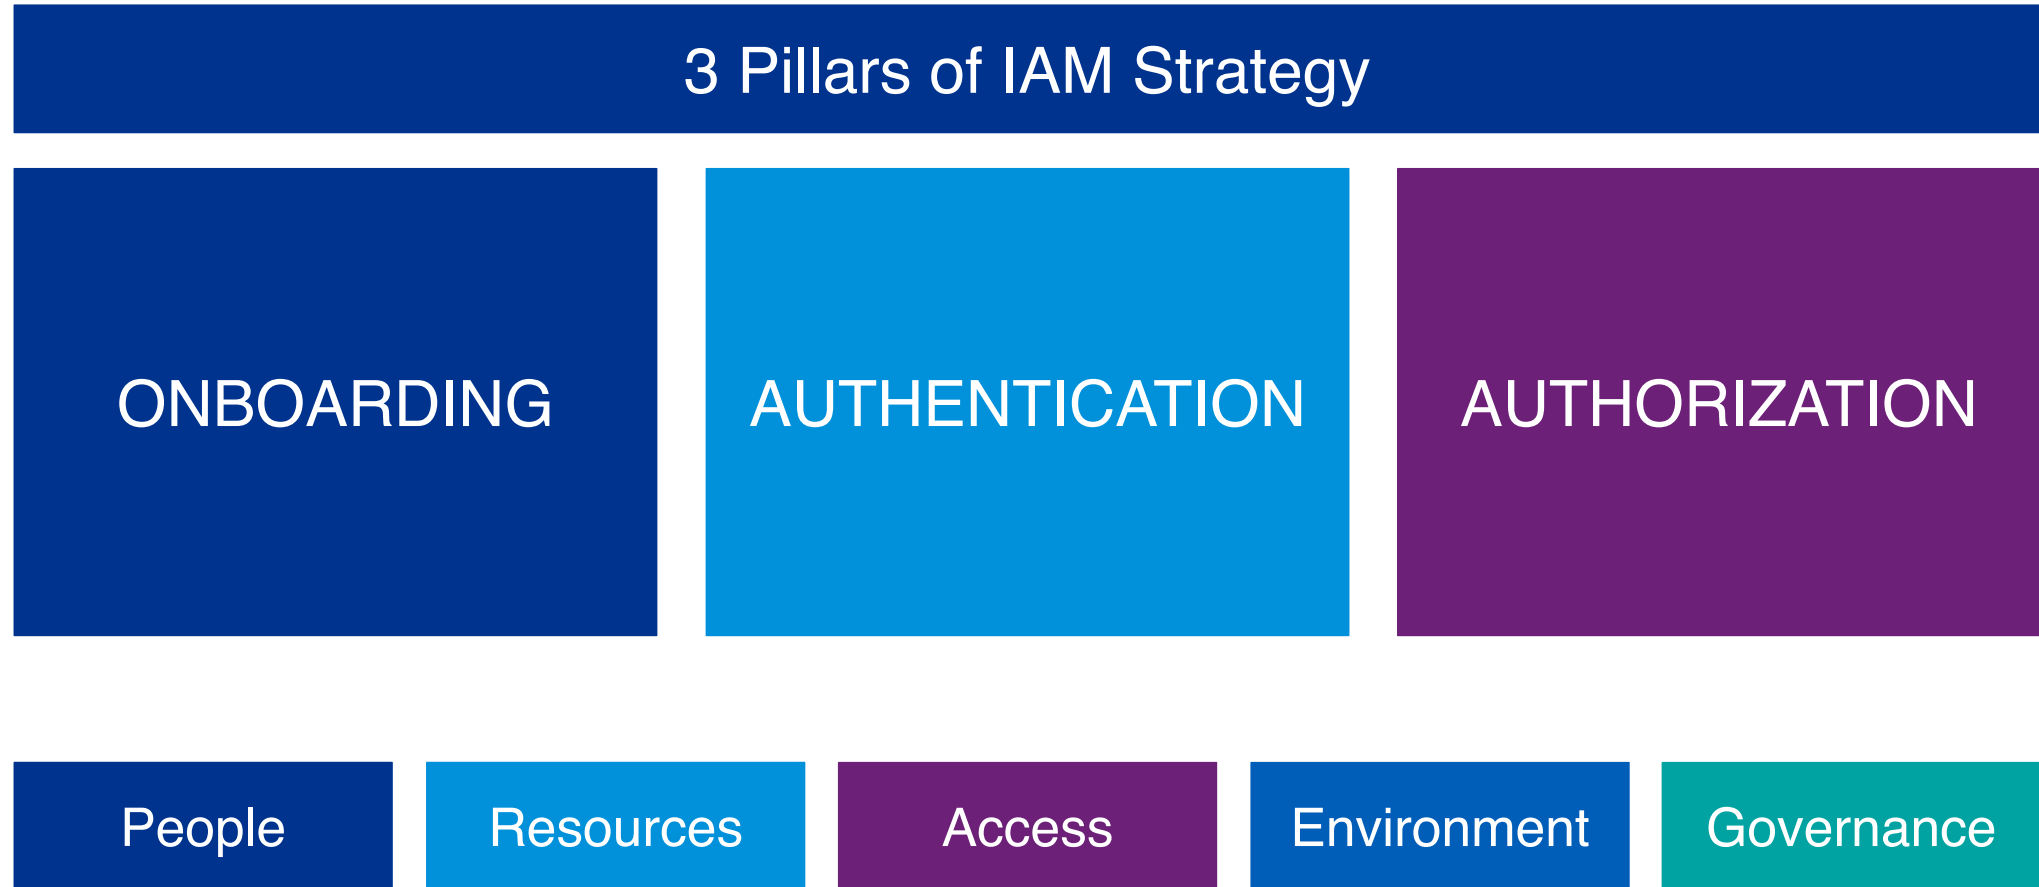 3 Pillars of IAM Strategy
ONBOARDING
AUTHENTICATION
AUTHORIZATION
People
Resources
Access
Environment
Governance